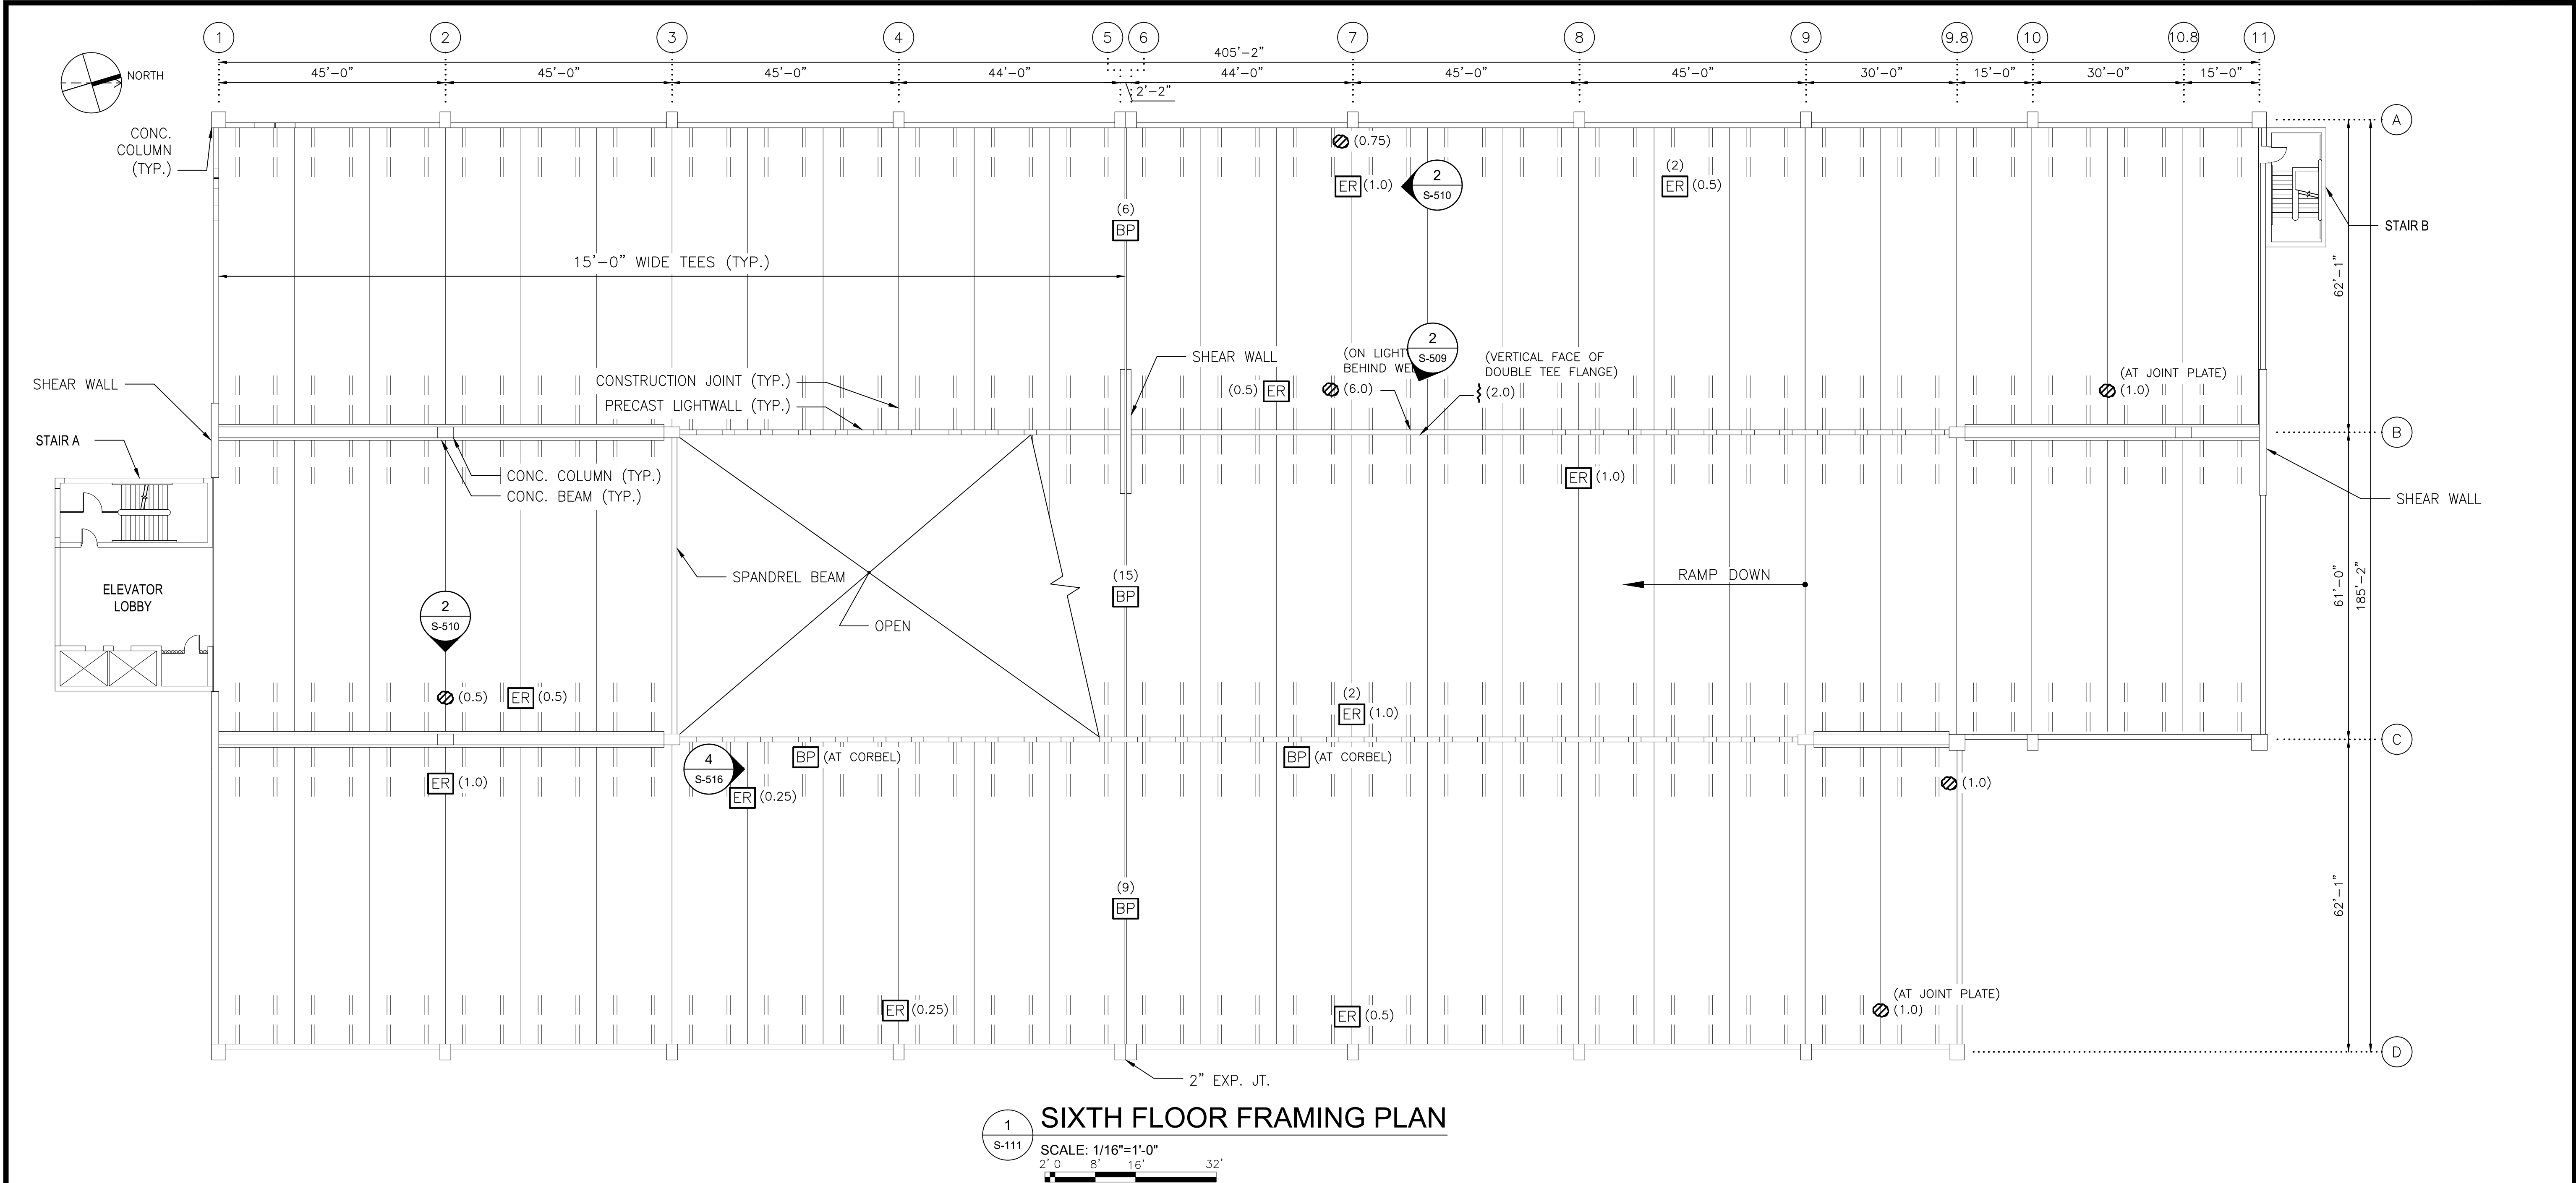 1 2 3 4 5 6 7 8 9 9.8 10 10.8 11
405'-2"
45'-0" 45'-0" 45'-0" 44'-0" 44'-0" 45'-0" 45'-0" 30'-0" 15'-0" 30'-0" 15'-0"
2'-2"
NORTH
CONC.
COLUMN
(TYP.)
A
(0.75)
(2)
ER (1.0)
2
S-510
ER (0.5)
(6)
BP
STAIR B
15'-0" WIDE TEES (TYP.)
62'-1"
SHEAR WALL
(ON LIGHT
BEHIND WE
2
S-509
(VERTICAL FACE OF
DOUBLE TEE FLANGE)
(AT JOINT PLATE)
SHEAR WALL
CONSTRUCTION JOINT (TYP.)
(0.5) ER
(6.0)
(2.0)
(1.0)
PRECAST LIGHTWALL (TYP.)
B
STAIR A
CONC. COLUMN (TYP.)
CONC. BEAM (TYP.)
ER (1.0)
SHEAR WALL
SPANDREL BEAM
(15)
BP
RAMP DOWN
61'-0"
185'-2"
ELEVATOR
LOBBY
2
S-510
OPEN
(0.5)
ER (0.5)
(2)
ER (1.0)
C
4
S-516
BP (AT CORBEL)
BP (AT CORBEL)
ER (1.0)
ER (0.25)
(1.0)
(9)
BP
62'-1"
(AT JOINT PLATE)
(1.0)
ER (0.25)
ER (0.5)
D
2" EXP. JT.
1
S-111
SIXTH FLOOR FRAMING PLAN
SCALE: 1/16"=1'-0"
2' 0 8' 16' 32'